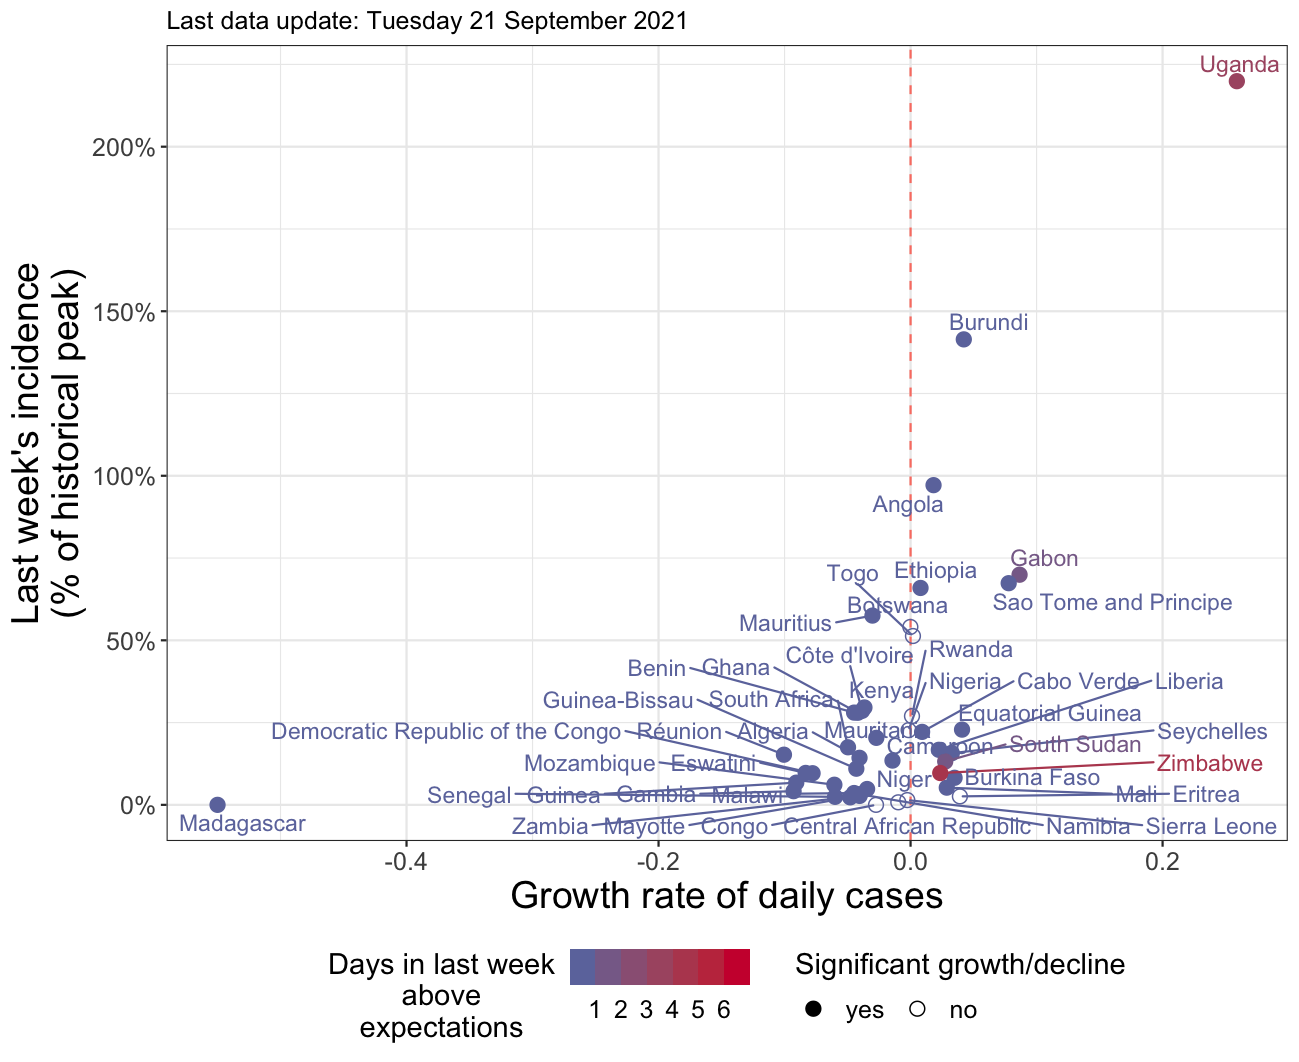 Last data update: Tuesday 21 September 2021
Last week's incidence
(% of historical peak)
200%
150%
100%
50%
0%
Uganda
Burundi
Angola
Gabon
Togo Ethiopia
Sao Tome and Principe
Botswana
Mauritius
Côte d'Ivoire Rwanda
Benin Ghana
Kenya Nigeria Cabo Verde Liberia
Guinea-Bissau South Africa
Equatorial Guinea
Democratic Republic of the Congo Réunion Algeria Mauritania Seychelles
Cameroon South Sudan
Mozambique Eswatini Zimbabwe
Niger Burkina Faso
Senegal Guinea Gambia Malawi Mali Eritrea
Madagascar
Zambia Mayotte Congo Central African Republic Namibia Sierra Leone
-0.4 -0.2 0.0 0.2
Growth rate of daily cases
Days in last week
above
expectations
1 2 3 4 5 6
Significant growth/decline
yes no